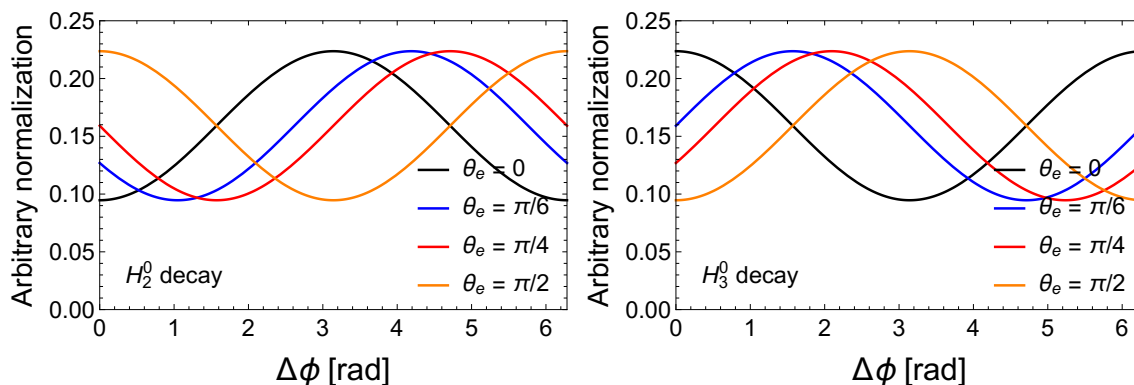 Arbitrary normalization
0.25
0.20
0.15
0.10
0.05
0.00
θₑ = 0
θₑ = π/6
θₑ = π/4
θₑ = π/2
H₂⁰ decay
0 1 2 3 4 5 6
Δϕ [rad]
Arbitrary normalization
0.25
0.20
0.15
0.10
0.05
0.00
θₑ = 0
θₑ = π/6
θₑ = π/4
θₑ = π/2
H₃⁰ decay
0 1 2 3 4 5 6
Δϕ [rad]